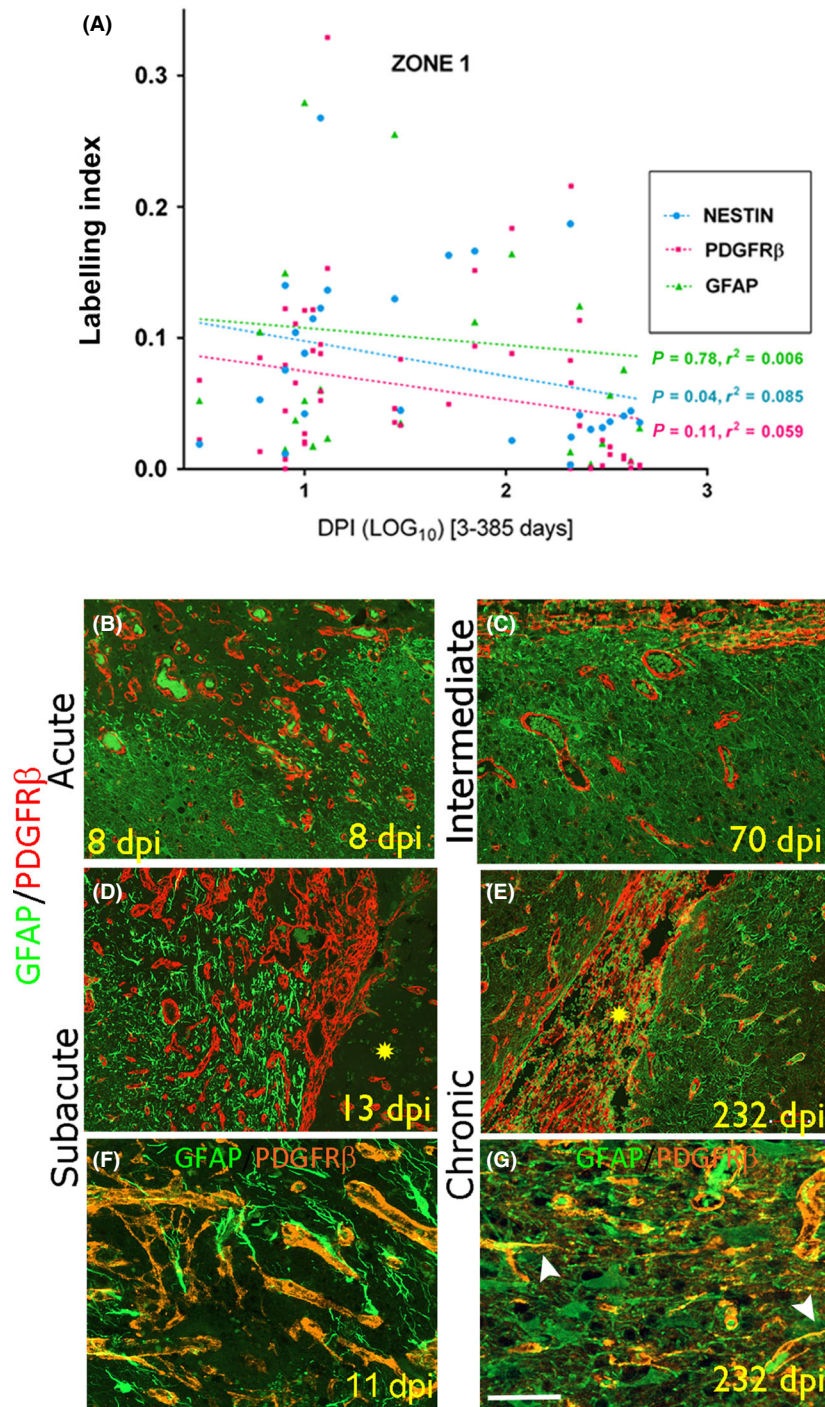 (A)
ZONE 1
0.3
0.2
0.1
0.0
Labelling index
NESTIN
PDGFRβ
GFAP
P = 0.78, r² = 0.006
P = 0.04, r² = 0.085
P = 0.11, r² = 0.059
1
2
3
DPI (LOG₁₀) [3-385 days]
GFAP/PDGFRβ
Acute
(B)
8 dpi
8 dpi
Intermediate
(C)
70 dpi
Subacute
(D)
13 dpi
Chronic
(E)
232 dpi
(F)
GFAP/PDGFRβ
11 dpi
(G)
GFAP/PDGFRβ
232 dpi